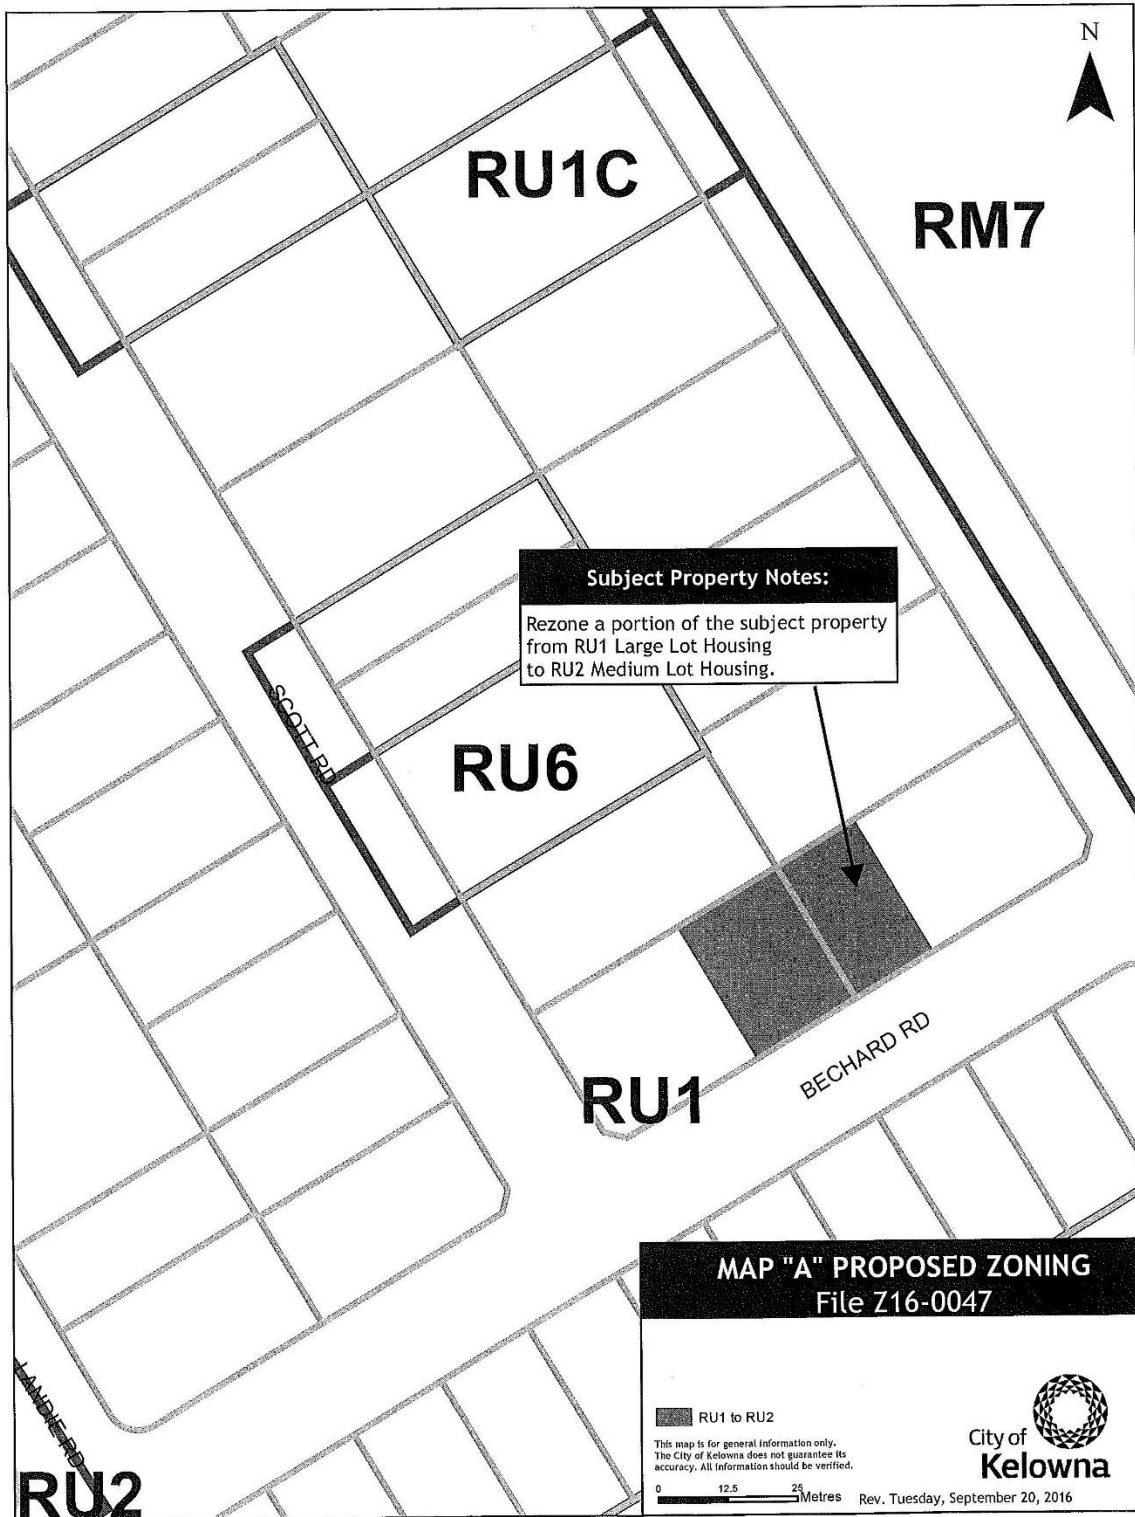 N
RU1C
RM7
Subject Property Notes:
Rezone a portion of the subject property
from RU1 Large Lot Housing
to RU2 Medium Lot Housing.
SCOTT RD
RU6
BECHARD RD
RU1
MAP "A" PROPOSED ZONING
File Z16-0047
LANDIE RD
RU2
RU1 to RU2
This map is for general information only.
The City of Kelowna does not guarantee its
accuracy. All information should be verified.
0 12.5 25 Metres
City of
Kelowna
Rev. Tuesday, September 20, 2016